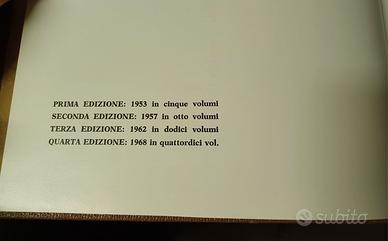 PRIMA EDIZIONE: 1953 in cinque volumi
SECONDA EDIZIONE: 1957 in otto volumi
TERZA EDIZIONE: 1962 in dodici volumi
QUARTA EDIZIONE: 1968 in quattordici vol.
subito